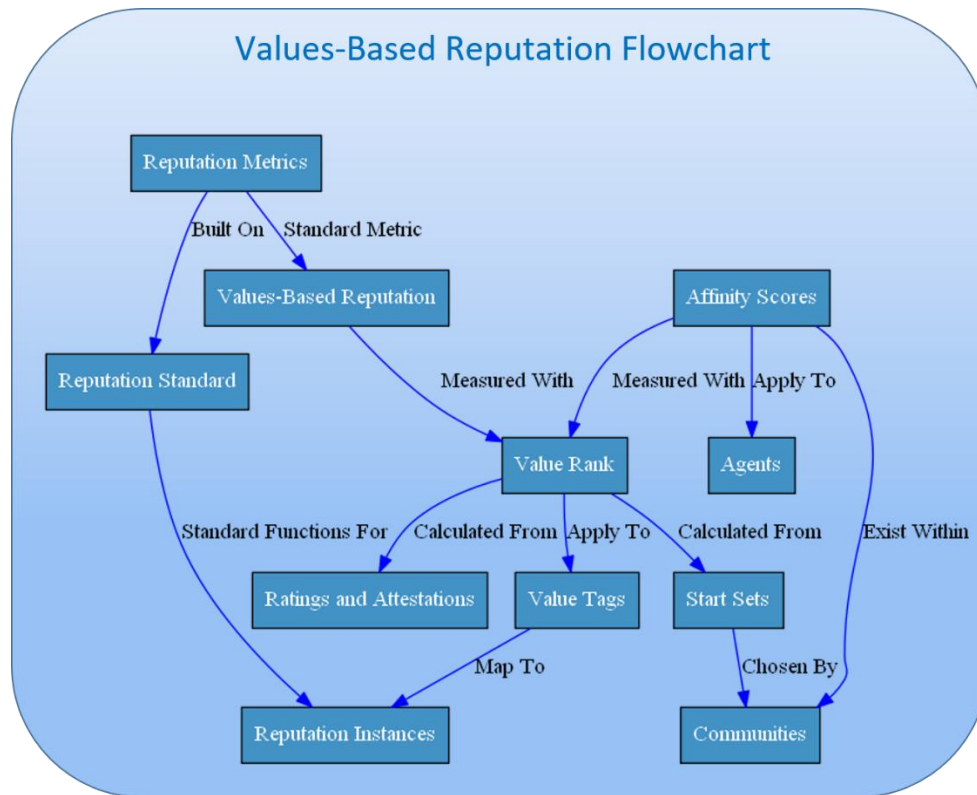 Values-Based Reputation Flowchart
Reputation Metrics
Built On
Standard Metric
Values-Based Reputation
Affinity Scores
Reputation Standard
Measured With
Measured With
Apply To
Value Rank
Agents
Standard Functions For
Calculated From
Apply To
Calculated From
Exist Within
Ratings and Attestations
Value Tags
Start Sets
Map To
Chosen By
Reputation Instances
Communities